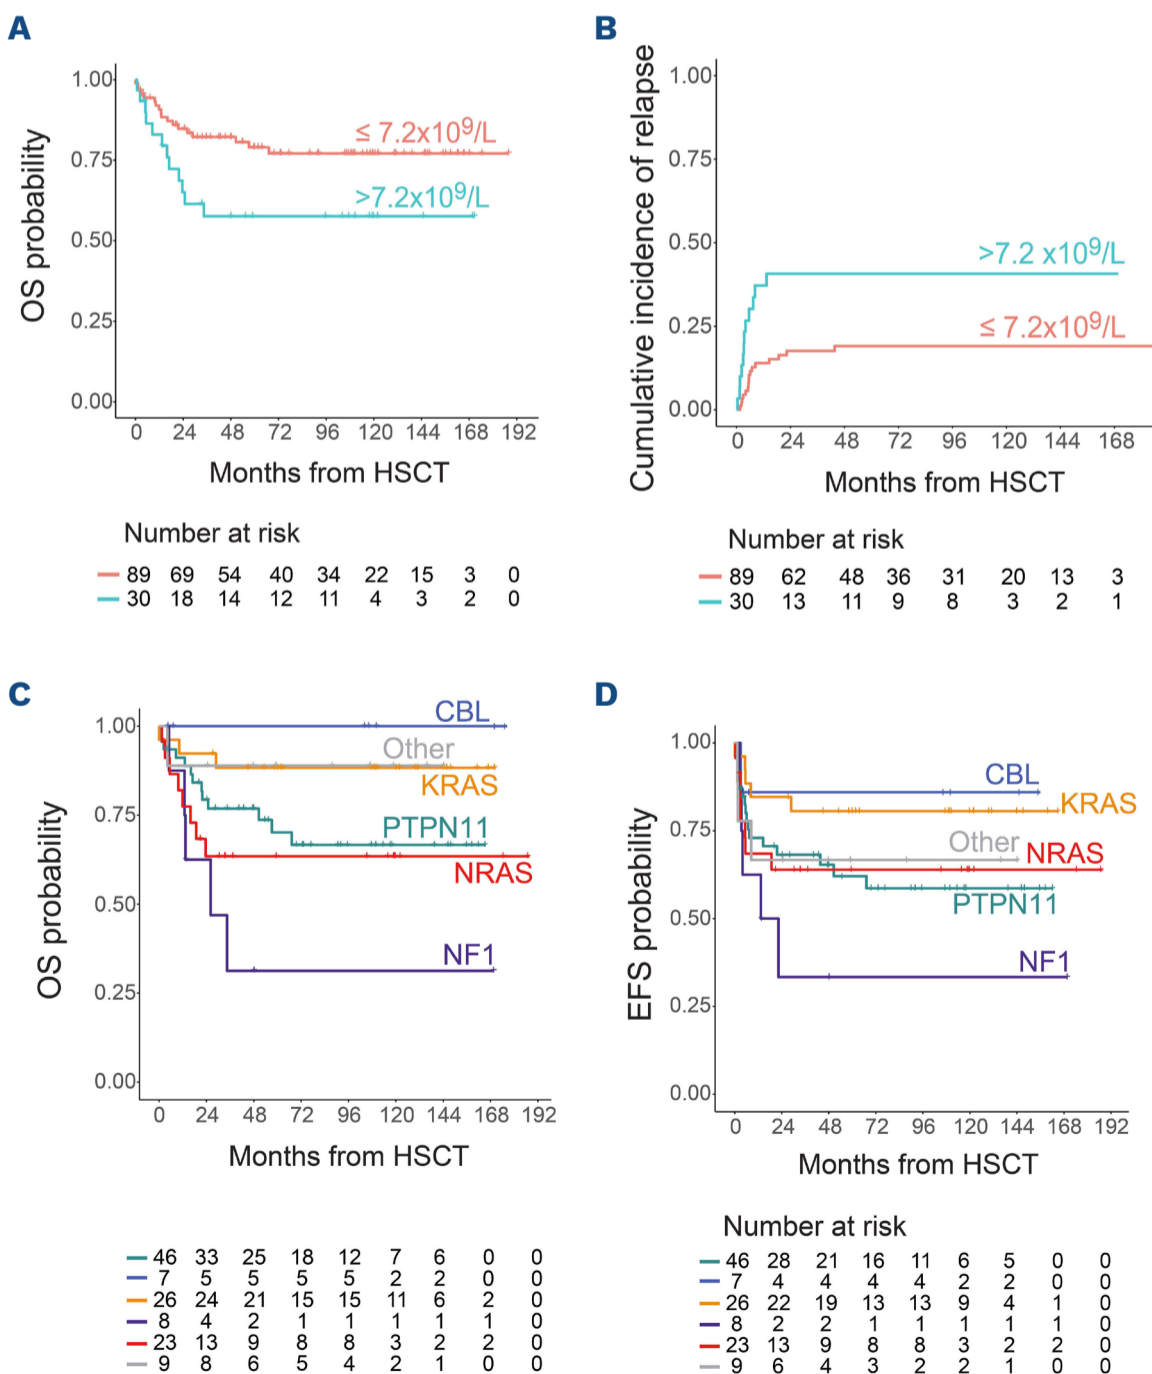 A
OS probability
1.00
0.75
0.50
0.25
0.00
≤ 7.2x10⁹/L
>7.2x10⁹/L
0 24 48 72 96 120 144 168 192
Months from HSCT
Number at risk
89 69 54 40 34 22 15 3 0
30 18 14 12 11 4 3 2 0
B
Cumulative incidence of relapse
1.00
0.75
0.50
0.25
0.00
>7.2 x10⁹/L
≤ 7.2x10⁹/L
0 24 48 72 96 120 144 168
Months from HSCT
Number at risk
89 62 48 36 31 20 13 3
30 13 11 9 8 3 2 1
C
OS probability
1.00
0.75
0.50
0.25
0.00
CBL
Other
KRAS
PTPN11
NRAS
NF1
0 24 48 72 96 120 144 168 192
Months from HSCT
46 33 25 18 12 7 6 0 0
7 5 5 5 5 2 2 0 0
26 24 21 15 15 11 6 2 0
8 4 2 1 1 1 1 1 0
23 13 9 8 8 3 2 2 0
9 8 6 5 4 2 1 0 0
D
EFS probability
1.00
0.75
0.50
0.25
0.00
CBL
KRAS
Other
NRAS
PTPN11
NF1
0 24 48 72 96 120 144 168 192
Months from HSCT
Number at risk
46 28 21 16 11 6 5 0 0
7 4 4 4 4 2 2 0 0
26 22 19 13 13 9 4 1 0
8 2 2 1 1 1 1 1 0
23 13 9 8 8 3 2 2 0
9 6 4 3 2 2 1 0 0